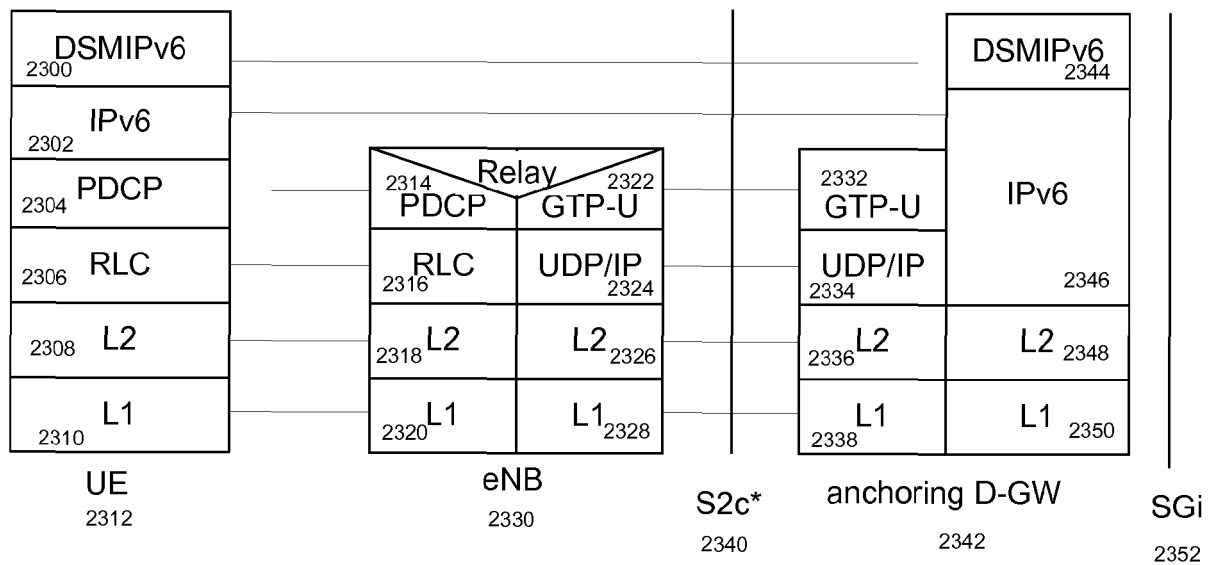 DSMIPv6
2300
IPv6
2302
PDCP
2304
RLC
2306
L2
2308
L1
2310
UE
2312
Relay
2314
PDCP
2322
GTP-U
RLC
2316
UDP/IP
2324
L2
2318
L2
2326
L1
2320
L1
2328
eNB
2330
S2c*
2340
DSMIPv6
2344
2332
GTP-U
IPv6
2346
UDP/IP
2334
L2
2336
L2
2348
L1
2338
L1
2350
anchoring D-GW
2342
SGi
2352